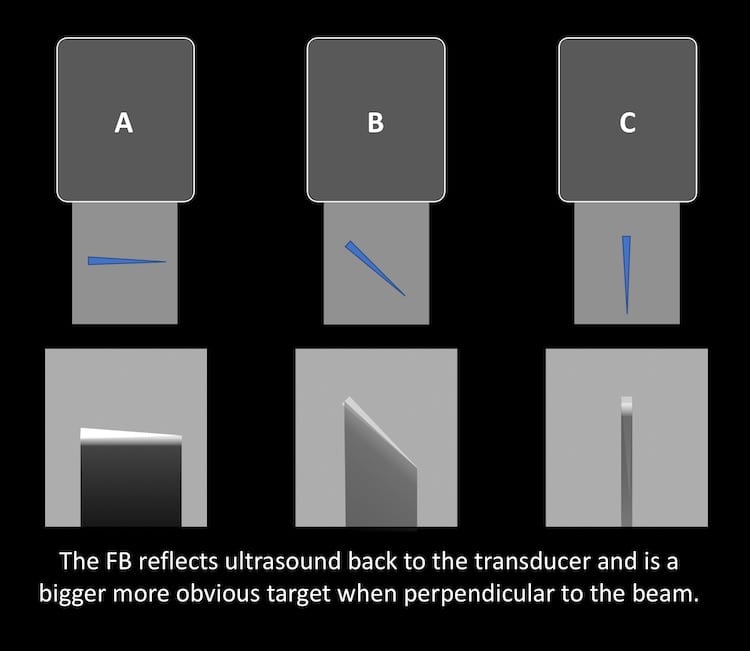 A
B
C
The FB reflects ultrasound back to the transducer and is a
bigger more obvious target when perpendicular to the beam.